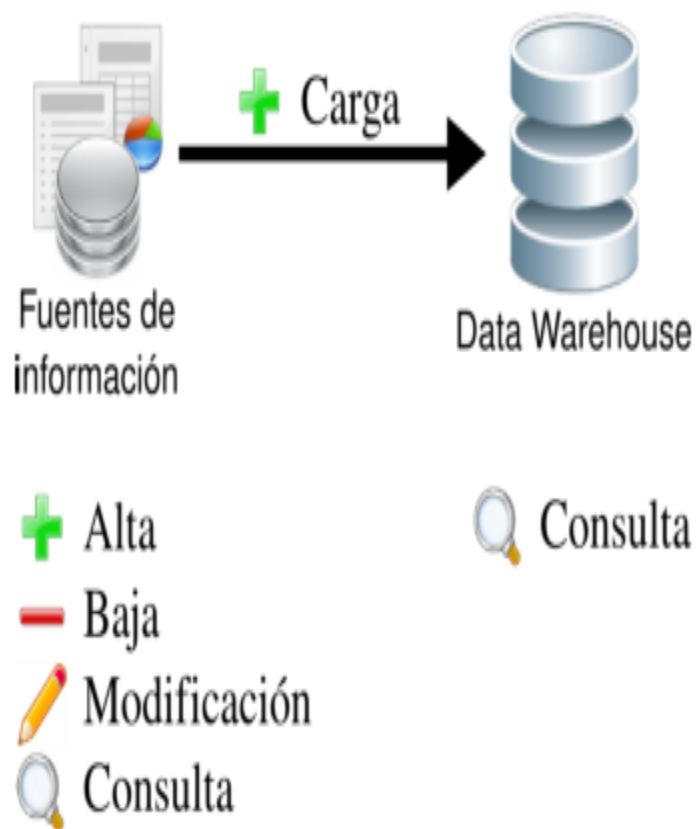 Carga
Fuentes de
información
Data Warehouse
Alta
Baja
Modificación
Consulta
Consulta